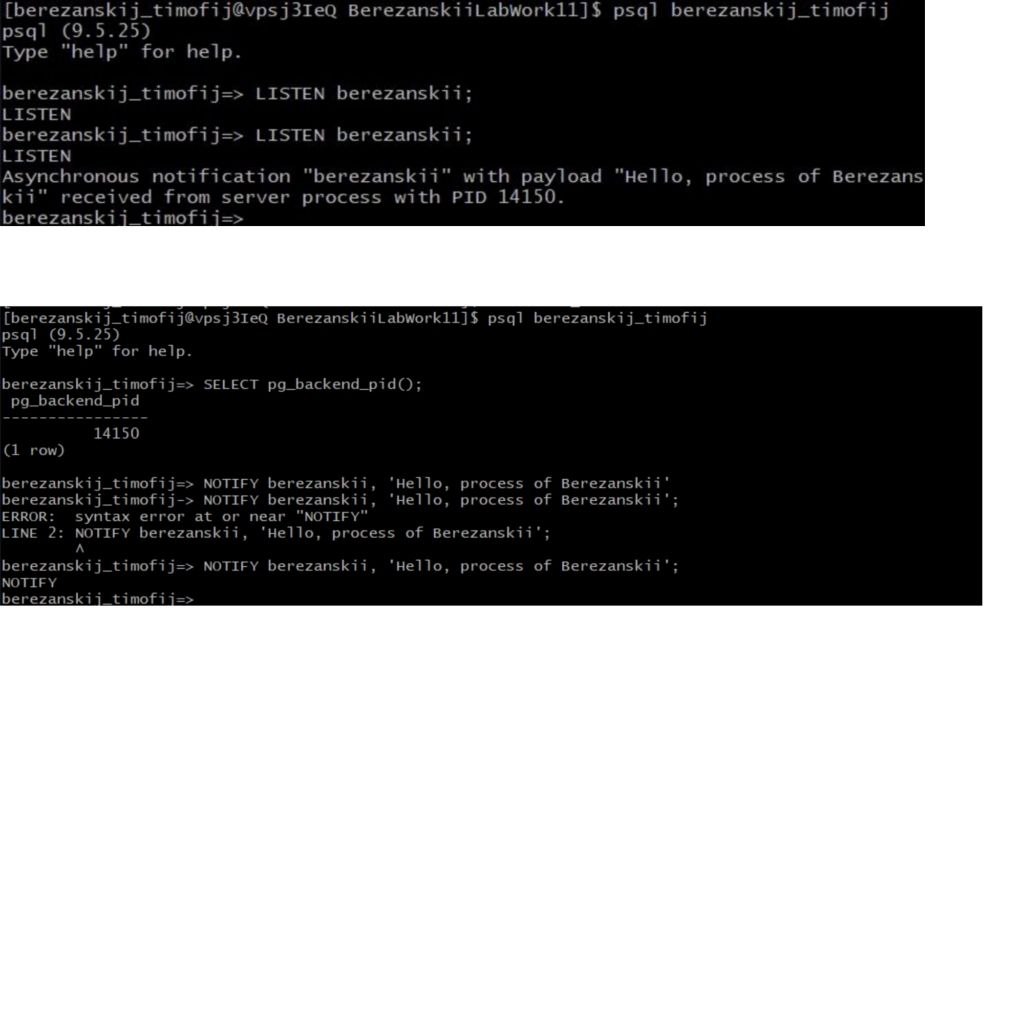 [berezanskij_timofij@vpsj3IeQ BerezanskiiLabWork11]$ psql berezanskij_timofij
psql (9.5.25)
Type "help" for help.
berezanskij_timofij=> LISTEN berezanskii;
LISTEN
berezanskij_timofij=> LISTEN berezanskii;
LISTEN
Asynchronous notification "berezanskii" with payload "Hello, process of Berezans
kii" received from server process with PID 14150.
berezanskij_timofij=>
[berezanskij_timofij@vpsj3IeQ BerezanskiiLabWork11]$ psql berezanskij_timofij
psql (9.5.25)
Type "help" for help.
berezanskij_timofij=> SELECT pg_backend_pid();
 pg_backend_pid
----------------
          14150
(1 row)
berezanskij_timofij=> NOTIFY berezanskii, 'Hello, process of Berezanskii'
berezanskij_timofij-> NOTIFY berezanskii, 'Hello, process of Berezanskii';
ERROR:  syntax error at or near "NOTIFY"
LINE 2: NOTIFY berezanskii, 'Hello, process of Berezanskii';
        ^
berezanskij_timofij=> NOTIFY berezanskii, 'Hello, process of Berezanskii';
NOTIFY
berezanskij_timofij=>